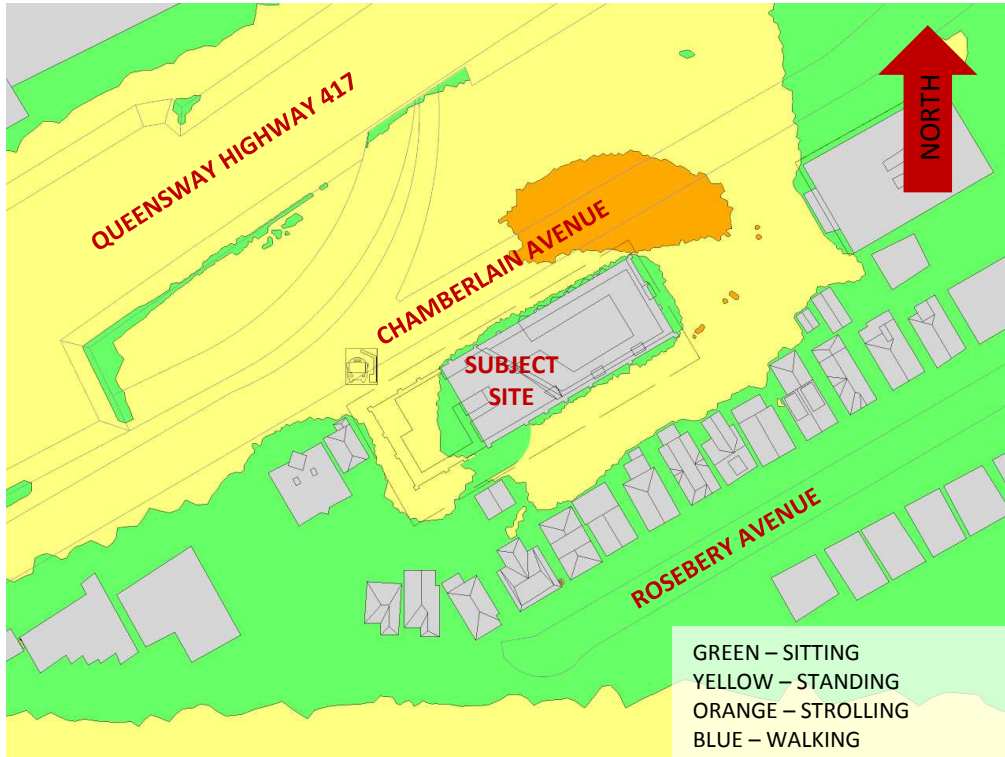 QUEENSWAY HIGHWAY 417
NORTH
CHAMBERLAIN AVENUE
SUBJECT
SITE
ROSEBERY AVENUE
GREEN – SITTING
YELLOW – STANDING
ORANGE – STROLLING
BLUE – WALKING